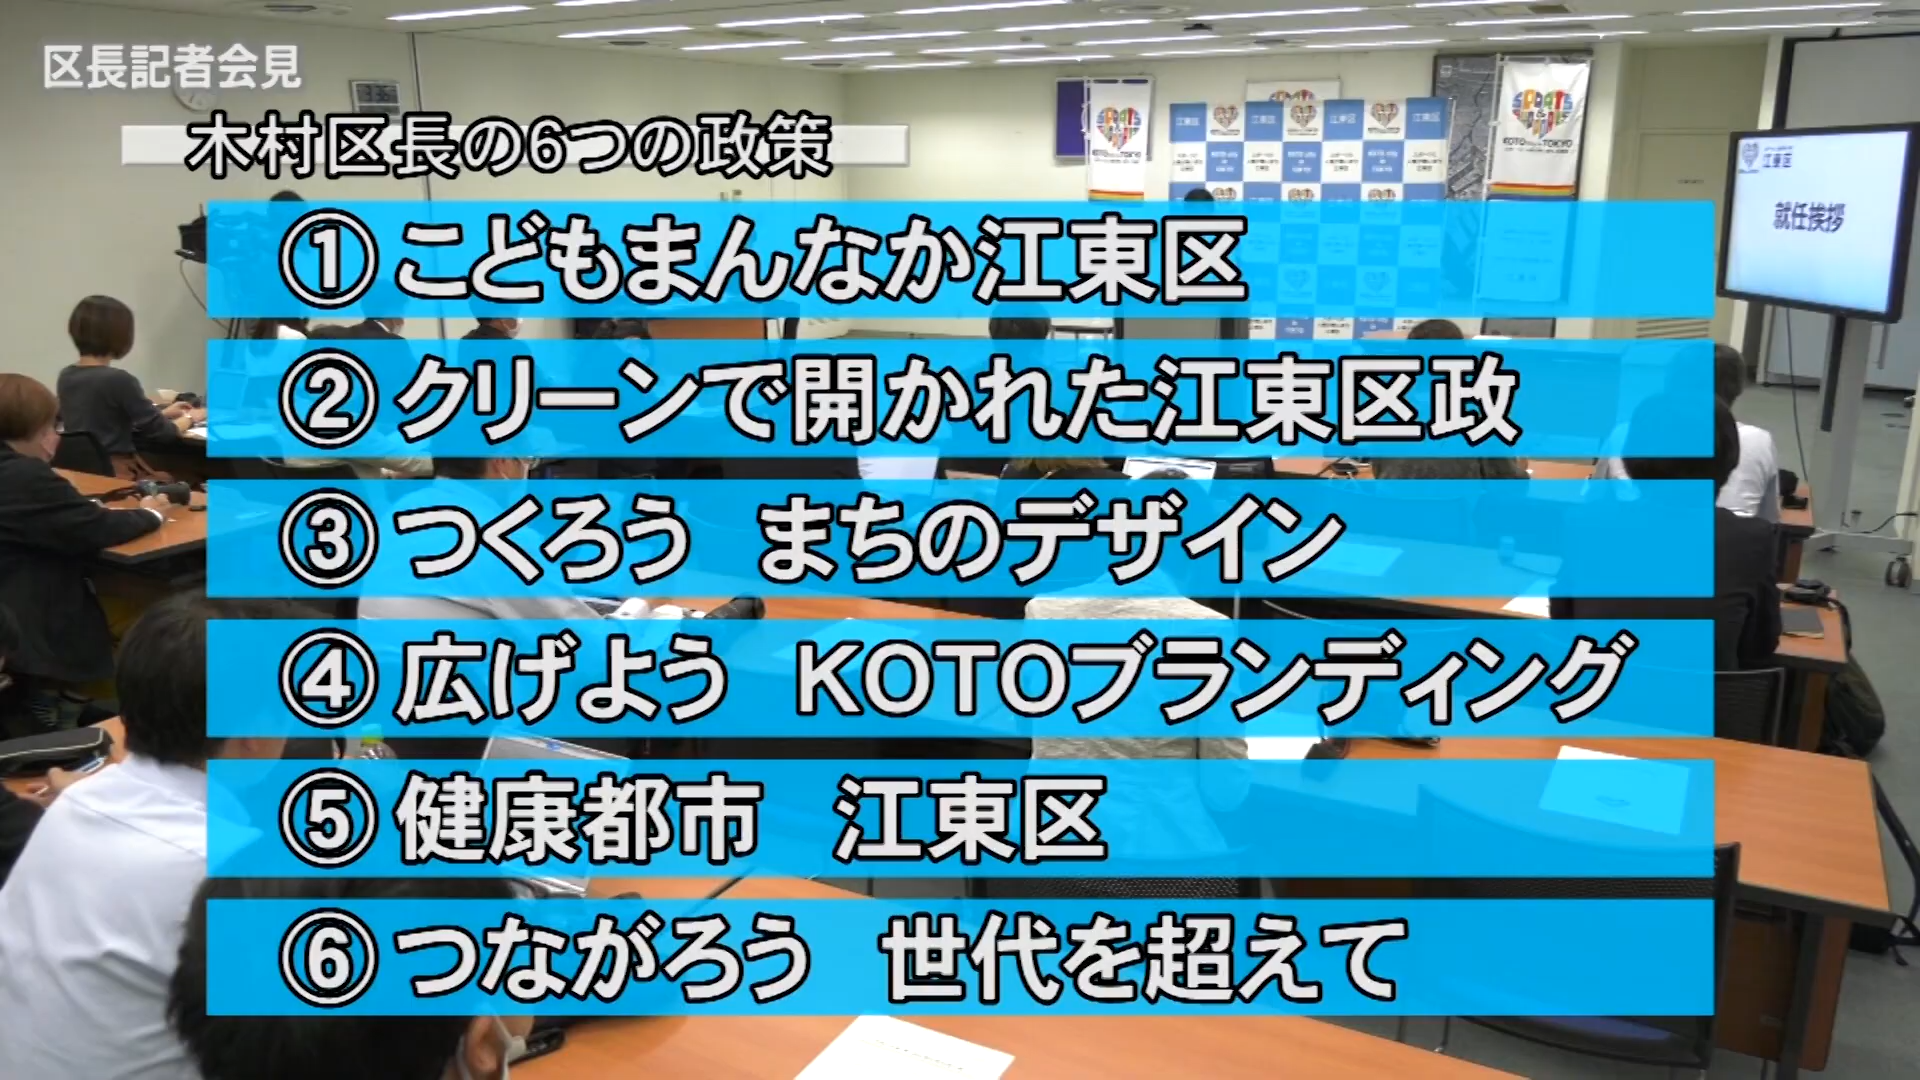 区長記者会見
木村区長の6つの政策
①こどもまんなか江東区
②クリーンで開かれた江東区政
③つくろう　まちのデザイン
④広げよう　KOTOブランディング
⑤健康都市　江東区
⑥つながろう　世代を超えて
江東区
就任挨拶